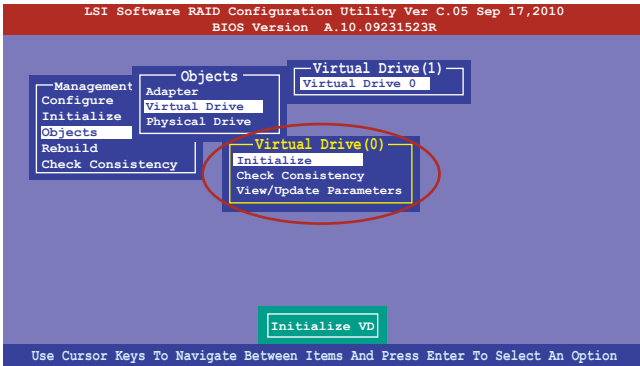 LSI Software RAID Configuration Utility Ver C.05 Sep 17,2010
BIOS Version A.10.09231523R
Management
Configure
Initialize
Objects
Rebuild
Check Consistency
Objects
Adapter
Virtual Drive
Physical Drive
Virtual Drive(1)
Virtual Drive 0
Virtual Drive(0)
Initialize
Check Consistency
View/Update Parameters
Initialize VD
Use Cursor Keys To Navigate Between Items And Press Enter To Select An Option